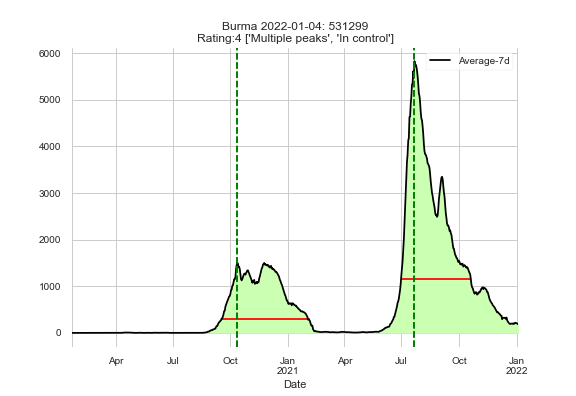 Burma 2022-01-04: 531299
Rating:4 ['Multiple peaks', 'In control']
Average-7d
6000
5000
4000
3000
2000
1000
0
Apr
Jul
Oct
Jan
2021
Apr
Jul
Oct
Jan
2022
Date